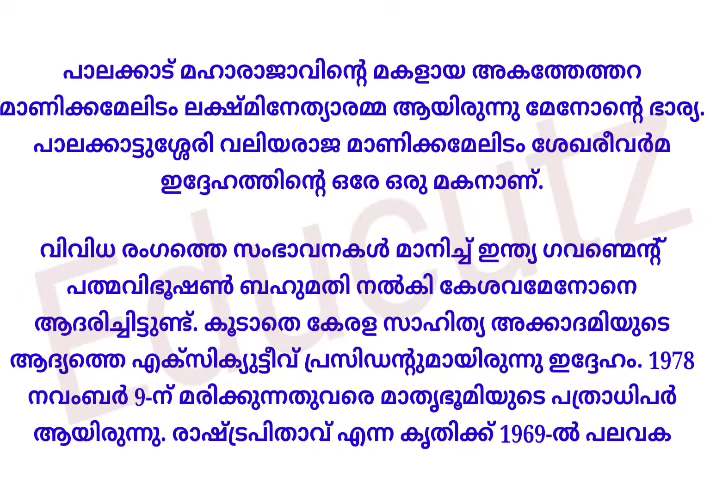 പാലക്കാട് മഹാരാജാവിന്റെ മകളായ അകത്തേത്തറ
മാണിക്കമേലിടം ലക്ഷ്മിനേത്യാരമ്മ ആയിരുന്നു മേനോന്റെ ഭാര്യ.
പാലക്കാട്ടുശ്ശേരി വലിയരാജ മാണിക്കമേലിടം ശേഖരീവർമ
ഇദ്ദേഹത്തിന്റെ ഒരേ ഒരു മകനാണ്.
വിവിധ രംഗത്തെ സംഭാവനകൾ മാനിച്ച് ഇന്ത്യ ഗവണ്മെന്റ്
പത്മവിഭൂഷൺ ബഹുമതി നൽകി കേശവമേനോനെ
ആദരിച്ചിട്ടുണ്ട്. കൂടാതെ കേരള സാഹിത്യ അക്കാദമിയുടെ
ആദ്യത്തെ എക്സിക്യുട്ടീവ് പ്രസിഡന്റുമായിരുന്നു ഇദ്ദേഹം. 1978
നവംബർ 9-ന് മരിക്കുന്നതുവരെ മാതൃഭൂമിയുടെ പത്രാധിപർ
ആയിരുന്നു. രാഷ്ട്രപിതാവ് എന്ന കൃതിക്ക് 1969-ൽ പലവക
Educutz